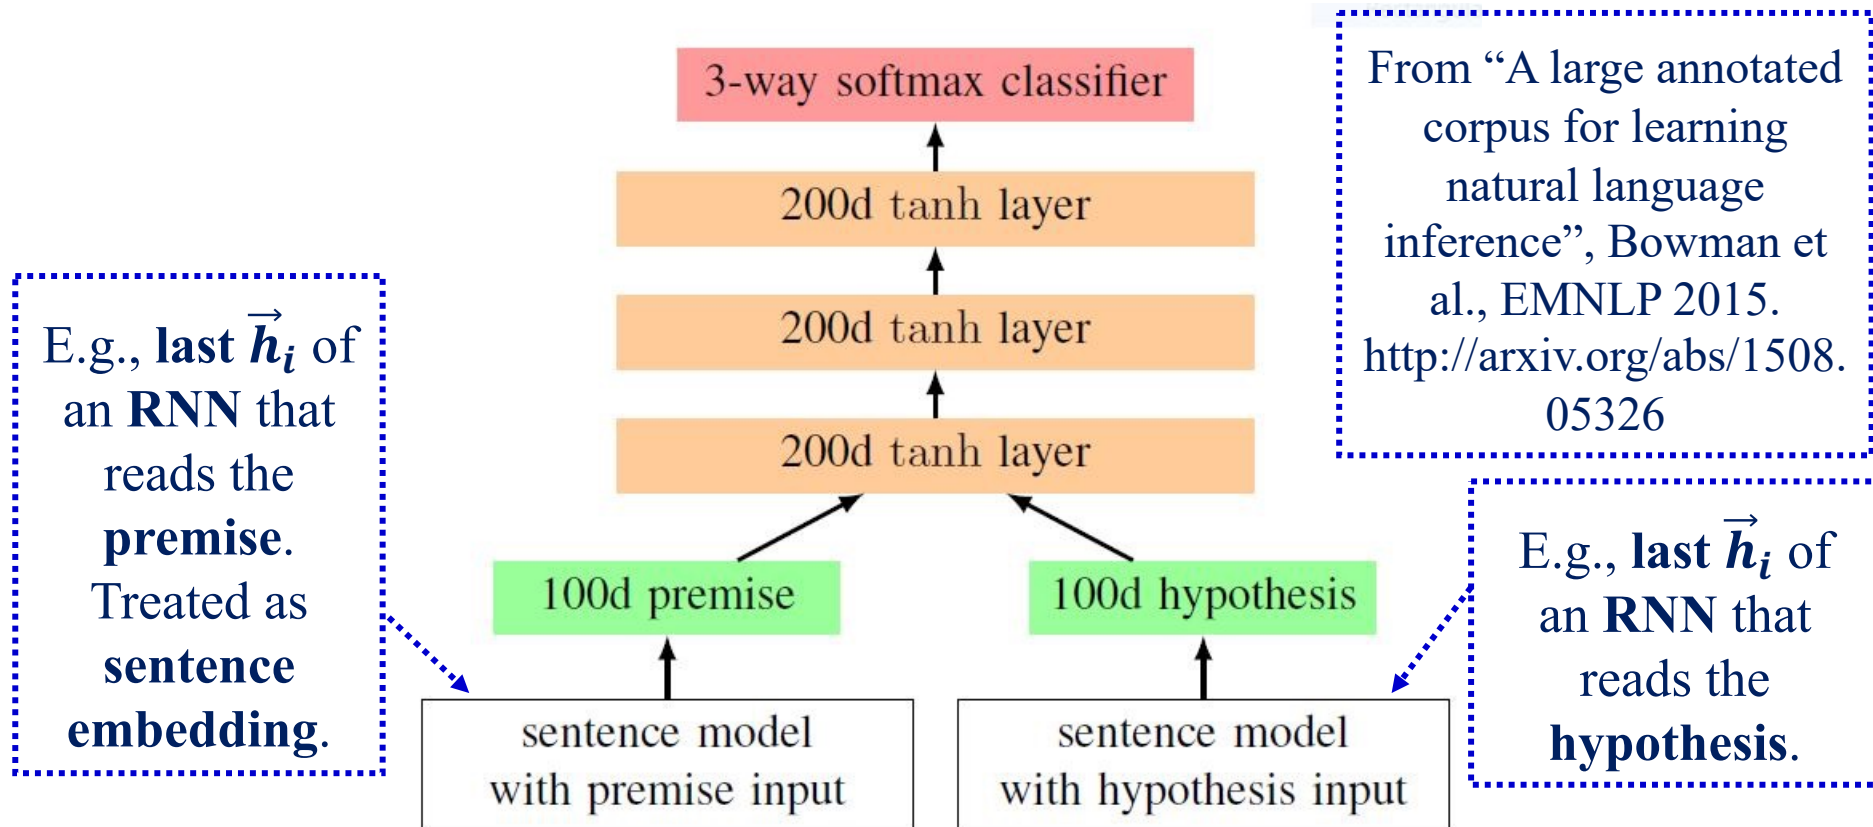 3-way softmax classifier
200d tanh layer
200d tanh layer
200d tanh layer
100d premise
100d hypothesis
sentence model
with premise input
sentence model
with hypothesis input
E.g., last h⃗ᵢ of
an RNN that
reads the
premise.
Treated as
sentence
embedding.
From “A large annotated
corpus for learning
natural language
inference”, Bowman et
al., EMNLP 2015.
http://arxiv.org/abs/1508.
05326
E.g., last h⃗ᵢ of
an RNN that
reads the
hypothesis.